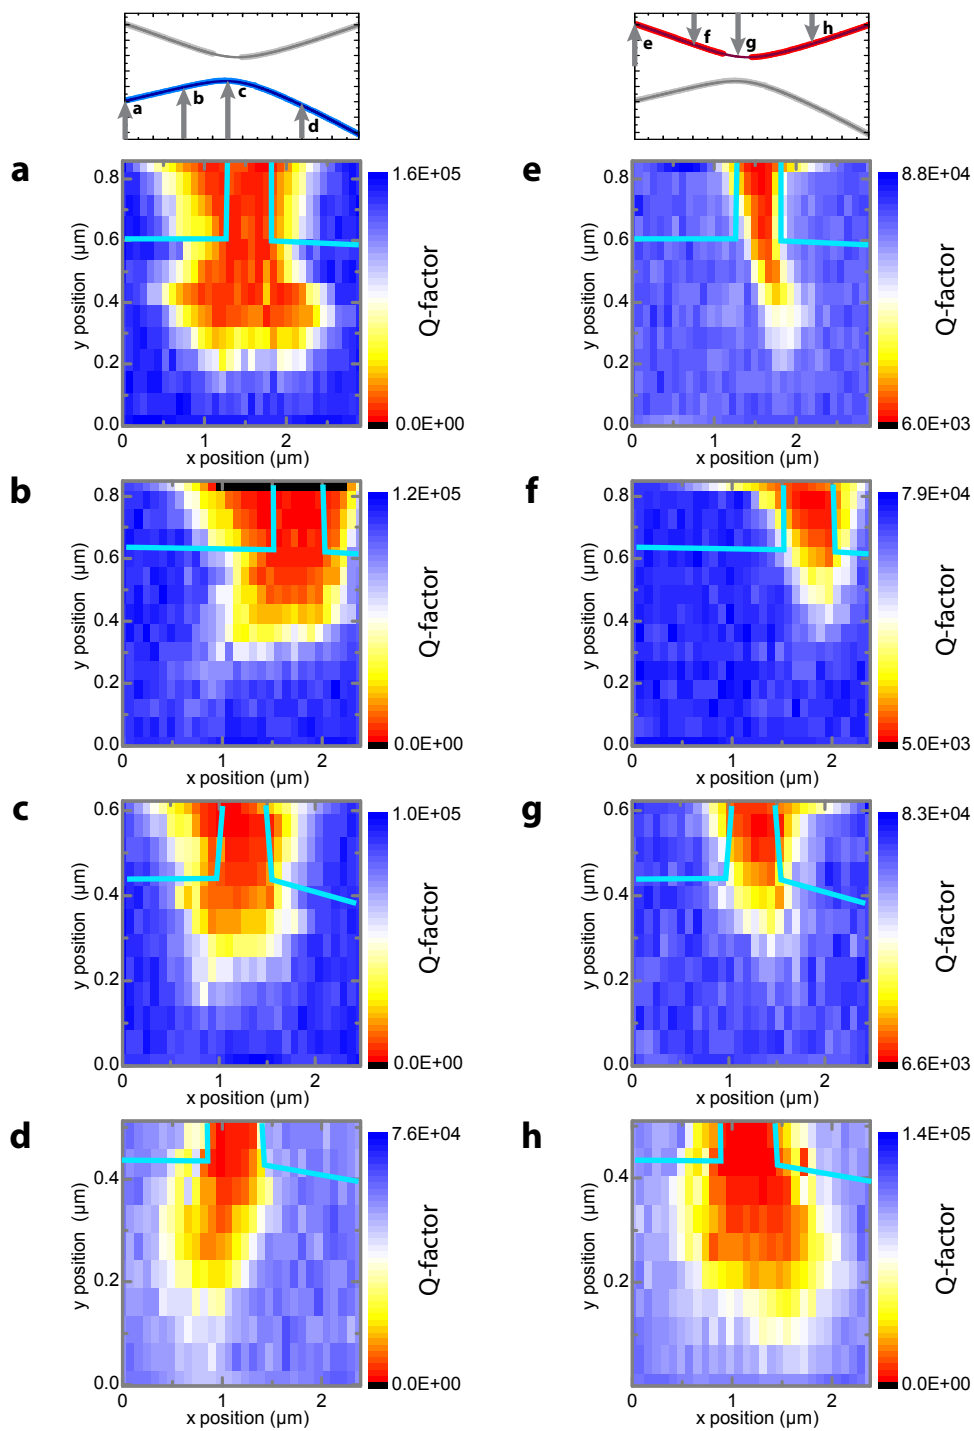 a
b
c
d
e
f
g
h
a
0.8
0.6
0.4
0.2
0.0
y position (µm)
0
1
2
x position (µm)
1.6E+05
0.0E+00
Q-factor
e
0.8
0.6
0.4
0.2
0.0
y position (µm)
0
1
2
x position (µm)
8.8E+04
6.0E+03
Q-factor
b
0.8
0.6
0.4
0.2
0.0
y position (µm)
0
1
2
x position (µm)
1.2E+05
0.0E+00
Q-factor
f
0.8
0.6
0.4
0.2
0.0
y position (µm)
0
1
2
x position (µm)
7.9E+04
5.0E+03
Q-factor
c
0.6
0.4
0.2
0.0
y position (µm)
0
1
2
x position (µm)
1.0E+05
0.0E+00
Q-factor
g
0.6
0.4
0.2
0.0
y position (µm)
0
1
2
x position (µm)
8.3E+04
6.6E+03
Q-factor
d
0.4
0.2
0.0
y position (µm)
0
1
2
x position (µm)
7.6E+04
0.0E+00
Q-factor
h
0.4
0.2
0.0
y position (µm)
0
1
2
x position (µm)
1.4E+05
0.0E+00
Q-factor